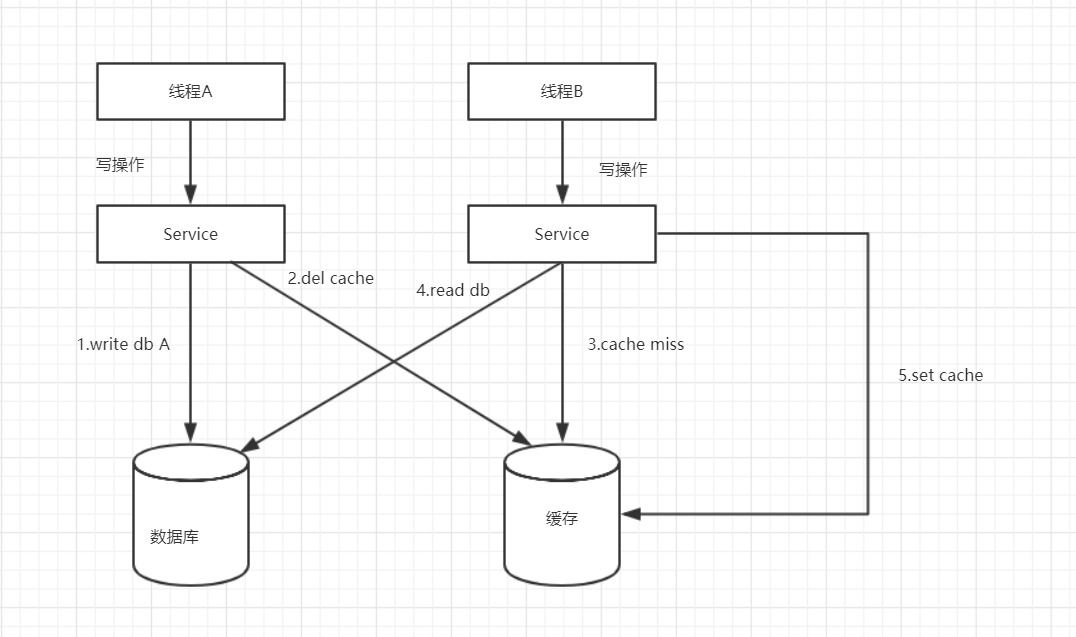 线程A
线程B
写操作
写操作
Service
Service
2.del cache
4.read db
1.write db A
3.cache miss
5.set cache
缓存
数据库